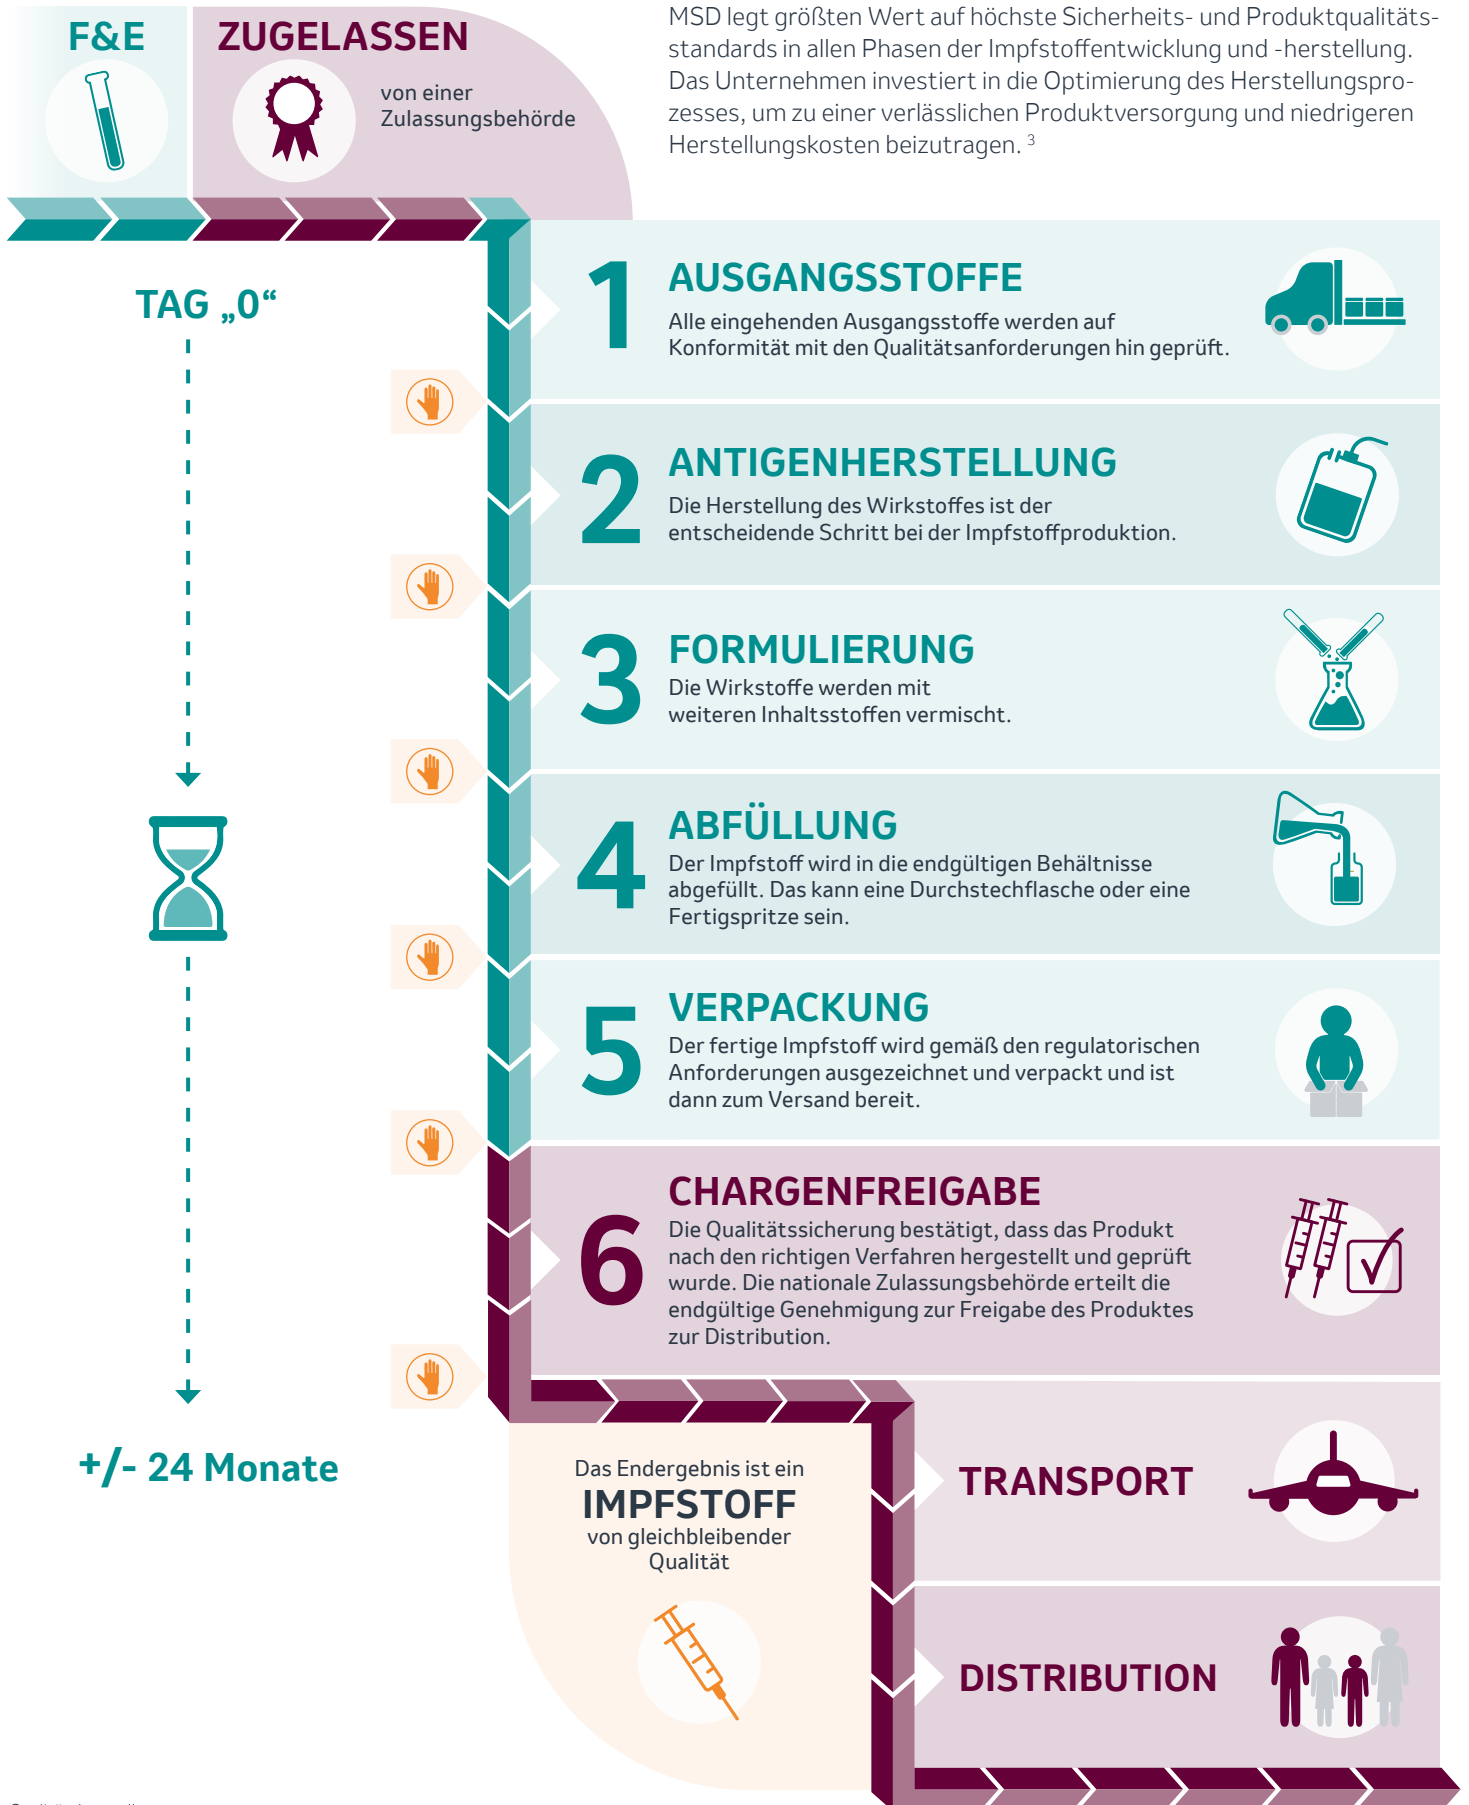 F&E
ZUGELASSEN
von einer
Zulassungsbehörde
MSD legt größten Wert auf höchste Sicherheits- und Produktqualitäts-
standards in allen Phasen der Impfstoffentwicklung und -herstellung.
Das Unternehmen investiert in die Optimierung des Herstellungspro-
zesses, um zu einer verlässlichen Produktversorgung und niedrigeren
Herstellungskosten beizutragen. 3
TAG „0“
1
AUSGANGSSTOFFE
Alle eingehenden Ausgangsstoffe werden auf
Konformität mit den Qualitätsanforderungen hin geprüft.
2
ANTIGENHERSTELLUNG
Die Herstellung des Wirkstoffes ist der
entscheidende Schritt bei der Impfstoffproduktion.
3
FORMULIERUNG
Die Wirkstoffe werden mit
weiteren Inhaltsstoffen vermischt.
4
ABFÜLLUNG
Der Impfstoff wird in die endgültigen Behältnisse
abgefüllt. Das kann eine Durchstechflasche oder eine
Fertigspritze sein.
5
VERPACKUNG
Der fertige Impfstoff wird gemäß den regulatorischen
Anforderungen ausgezeichnet und verpackt und ist
dann zum Versand bereit.
6
CHARGENFREIGABE
Die Qualitätssicherung bestätigt, dass das Produkt
nach den richtigen Verfahren hergestellt und geprüft
wurde. Die nationale Zulassungsbehörde erteilt die
endgültige Genehmigung zur Freigabe des Produktes
zur Distribution.
+/- 24 Monate
Das Endergebnis ist ein
IMPFSTOFF
von gleichbleibender
Qualität
TRANSPORT
DISTRIBUTION